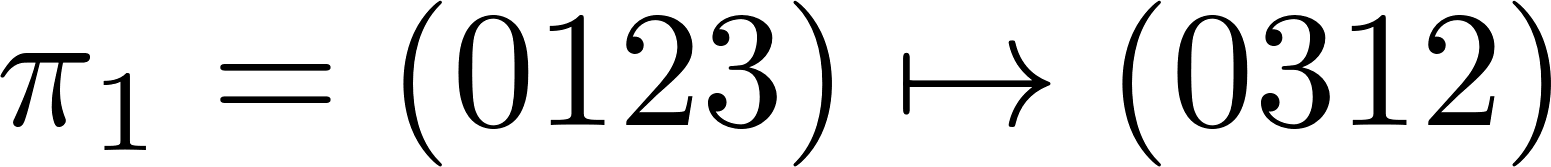 π₁ = (0123) ↦ (0312)